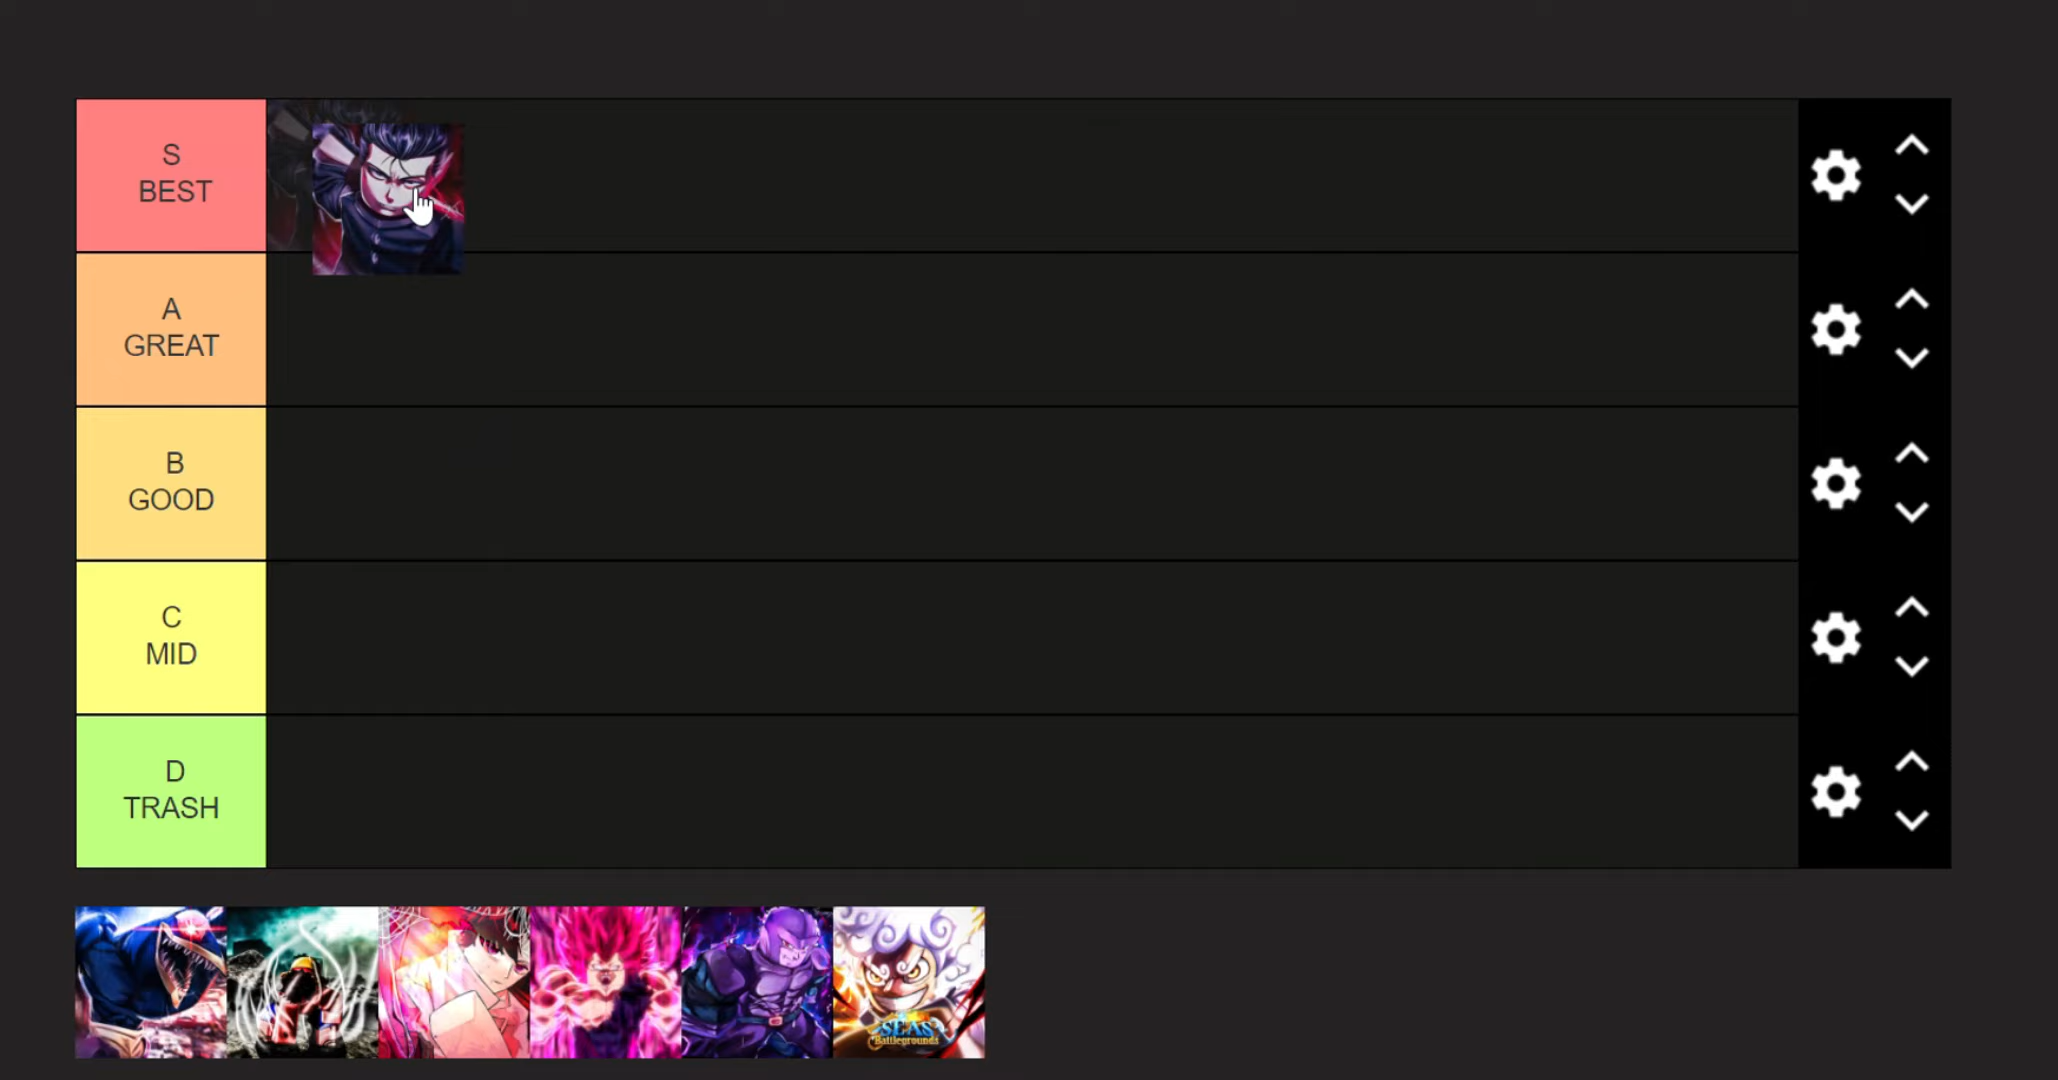 S
BEST
A
GREAT
B
GOOD
C
MID
D
TRASH
SEAS
Battlegrounds